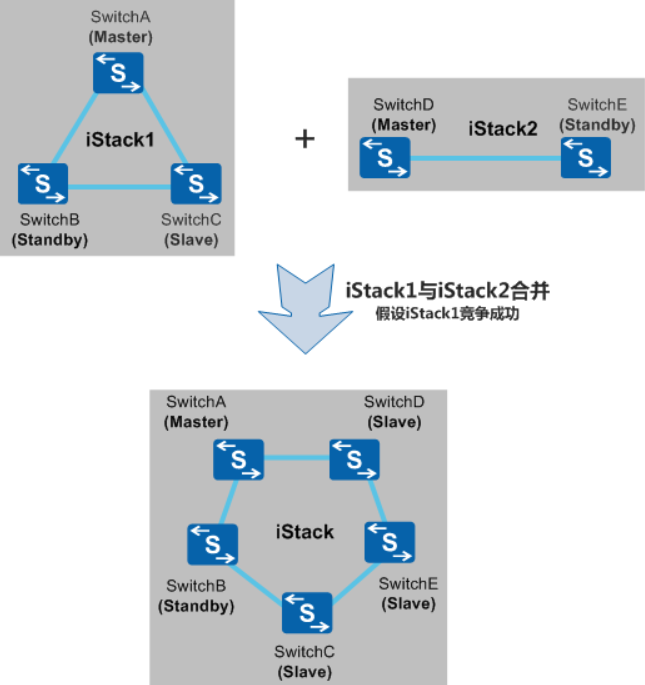 SwitchA
(Master)
S
iStack1
S
S
SwitchB
(Standby)
SwitchC
(Slave)
+
SwitchD
(Master)
iStack2
SwitchE
(Standby)
S
S
iStack1与iStack2合并
假设iStack1竞争成功
SwitchA
(Master)
SwitchD
(Slave)
S
S
iStack
S
S
SwitchB
(Standby)
SwitchE
(Slave)
S
SwitchC
(Slave)